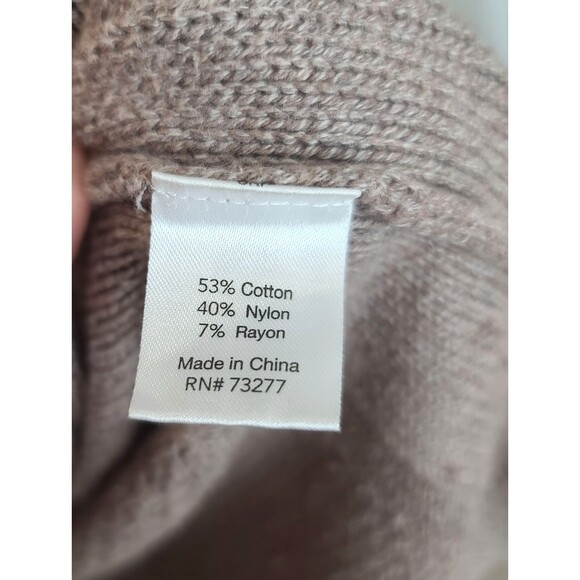 53% Cotton
40% Nylon
7% Rayon
Made in China
RN# 73277